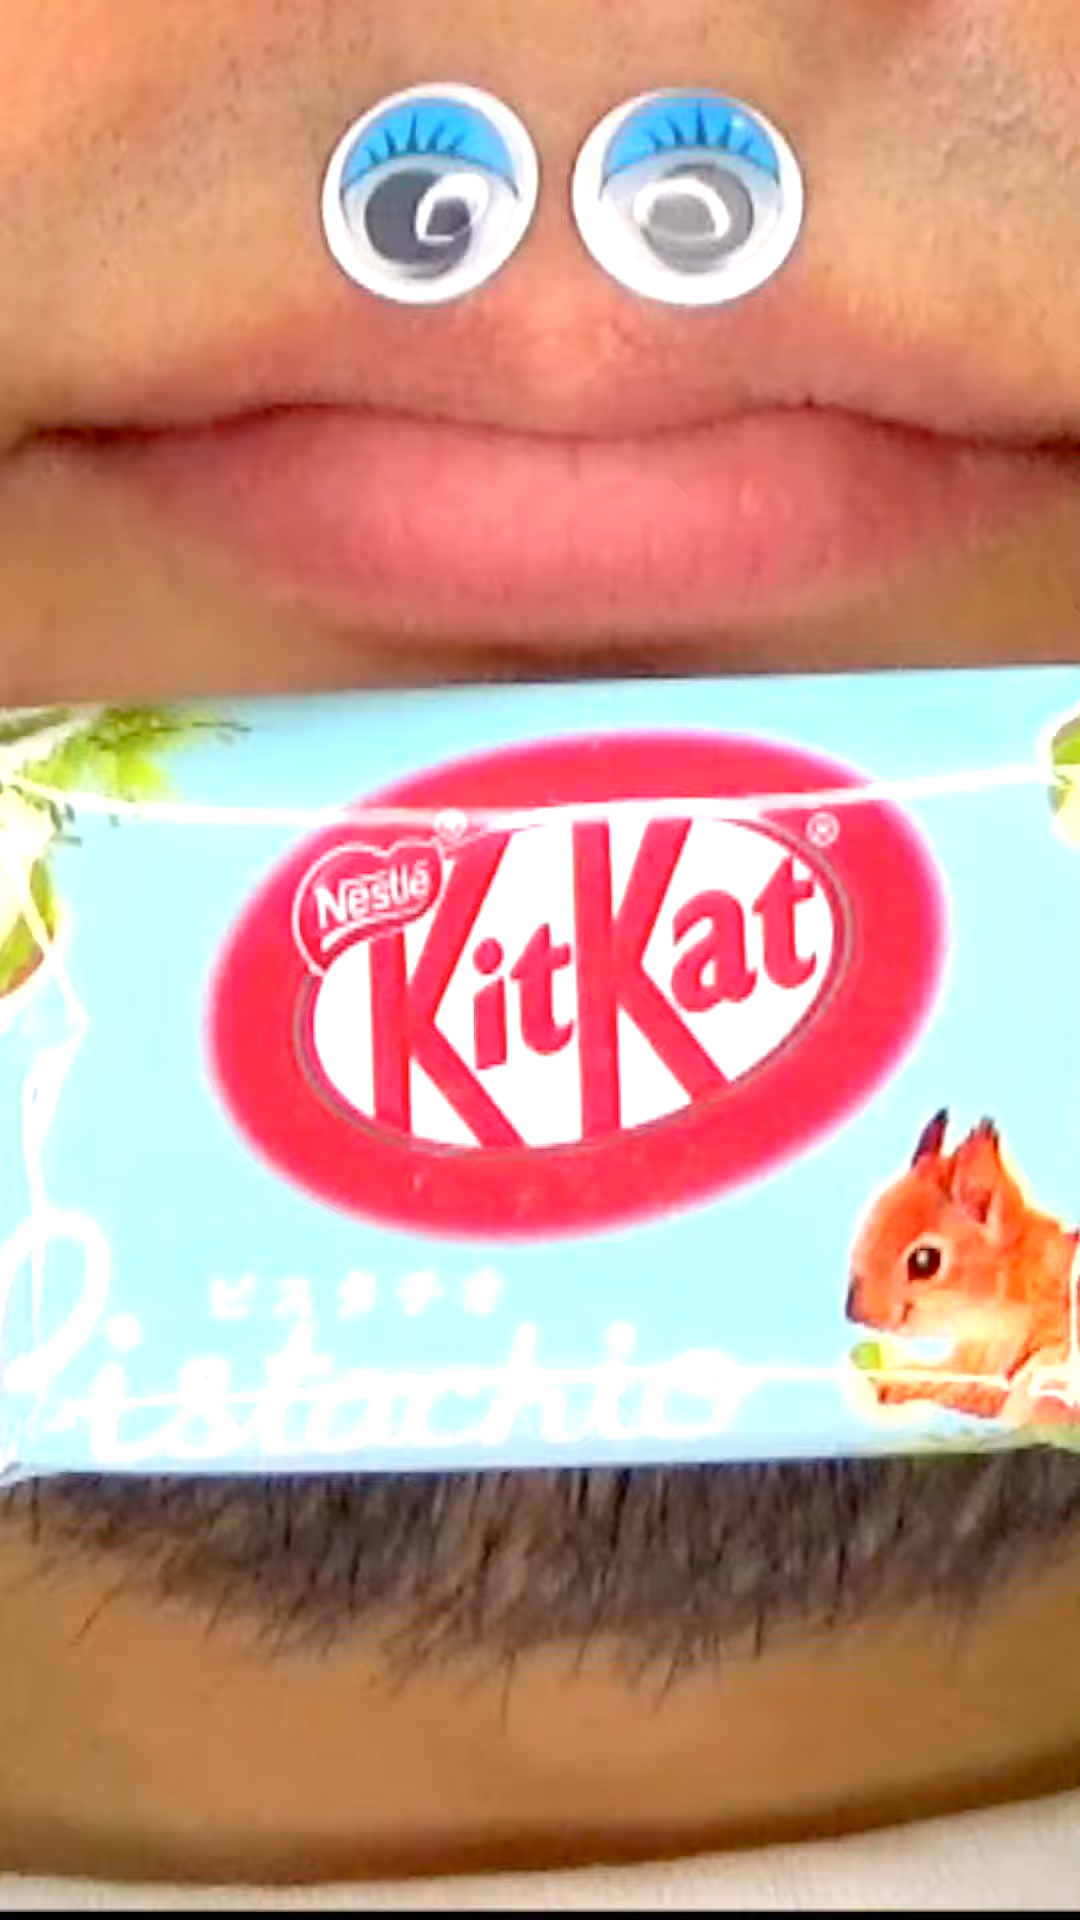 Nestlé
KitKat
ピスタチオ
Pistachio